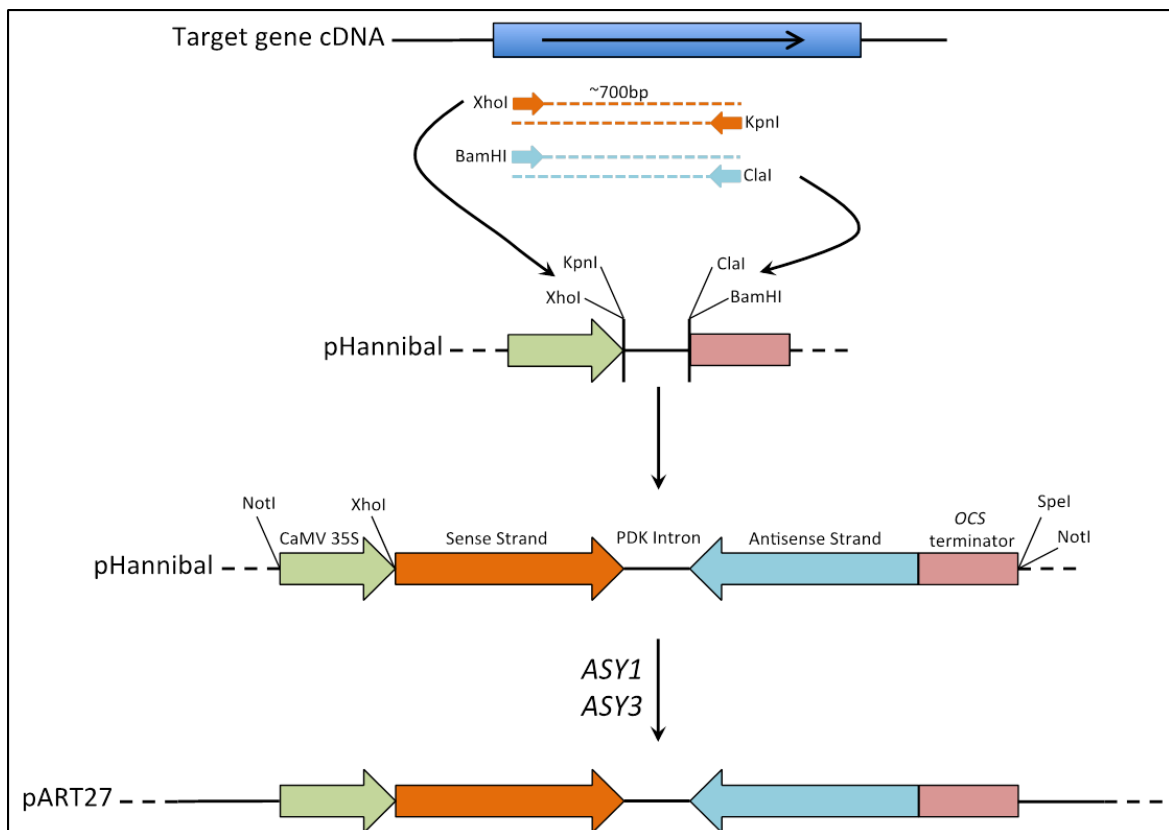 Target gene cDNA
XhoI
~700bp
KpnI
BamHI
ClaI
KpnI
ClaI
XhoI
BamHI
pHannibal
NotI
XhoI
SpeI
CaMV 35S
Sense Strand
PDK Intron
Antisense Strand
OCS
terminator
NotI
pHannibal
ASY1
ASY3
pART27